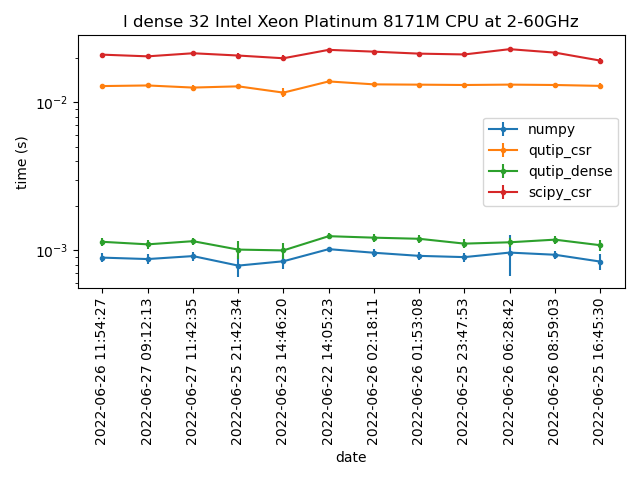 l dense 32 Intel Xeon Platinum 8171M CPU at 2-60GHz
time (s)
10⁻²
10⁻³
numpy
qutip_csr
qutip_dense
scipy_csr
2022-06-26 11:54:27
2022-06-27 09:12:13
2022-06-27 11:42:35
2022-06-25 21:42:34
2022-06-23 14:46:20
2022-06-22 14:05:23
2022-06-26 02:18:11
2022-06-26 01:53:08
2022-06-25 23:47:53
2022-06-26 06:28:42
2022-06-26 08:59:03
2022-06-25 16:45:30
date